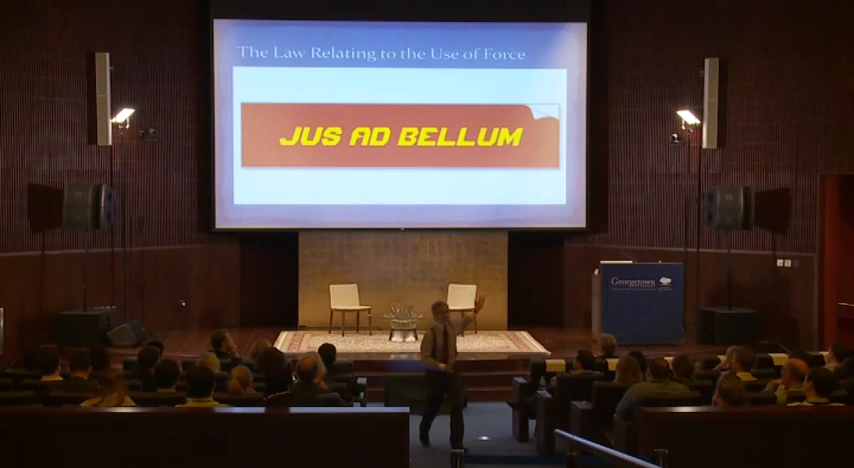 The Law Relating to the Use of Force
JUS AD BELLUM
Georgetown